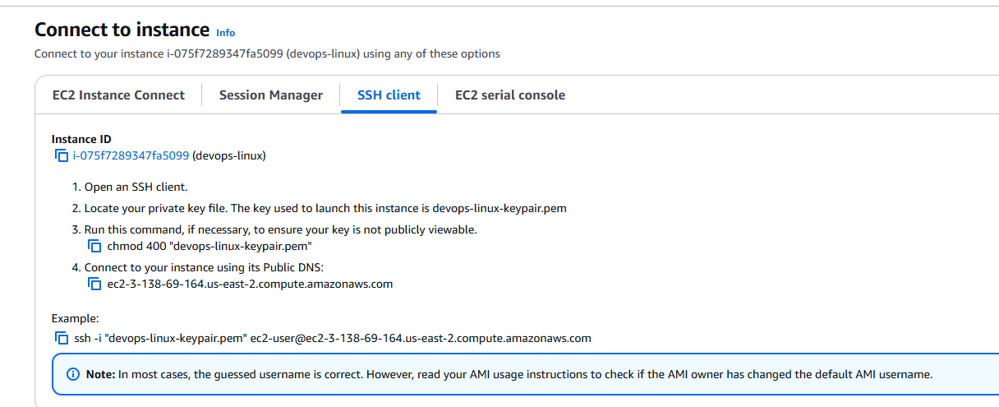 Connect to instance Info
Connect to your instance i-075f7289347fa5099 (devops-linux) using any of these options
EC2 Instance Connect
Session Manager
SSH client
EC2 serial console
Instance ID
i-075f7289347fa5099 (devops-linux)
1. Open an SSH client.
2. Locate your private key file. The key used to launch this instance is devops-linux-keypair.pem
3. Run this command, if necessary, to ensure your key is not publicly viewable.
chmod 400 "devops-linux-keypair.pem"
4. Connect to your instance using its Public DNS:
ec2-3-138-69-164.us-east-2.compute.amazonaws.com
Example:
ssh -i "devops-linux-keypair.pem" ec2-user@ec2-3-138-69-164.us-east-2.compute.amazonaws.com
Note: In most cases, the guessed username is correct. However, read your AMI usage instructions to check if the AMI owner has changed the default AMI username.